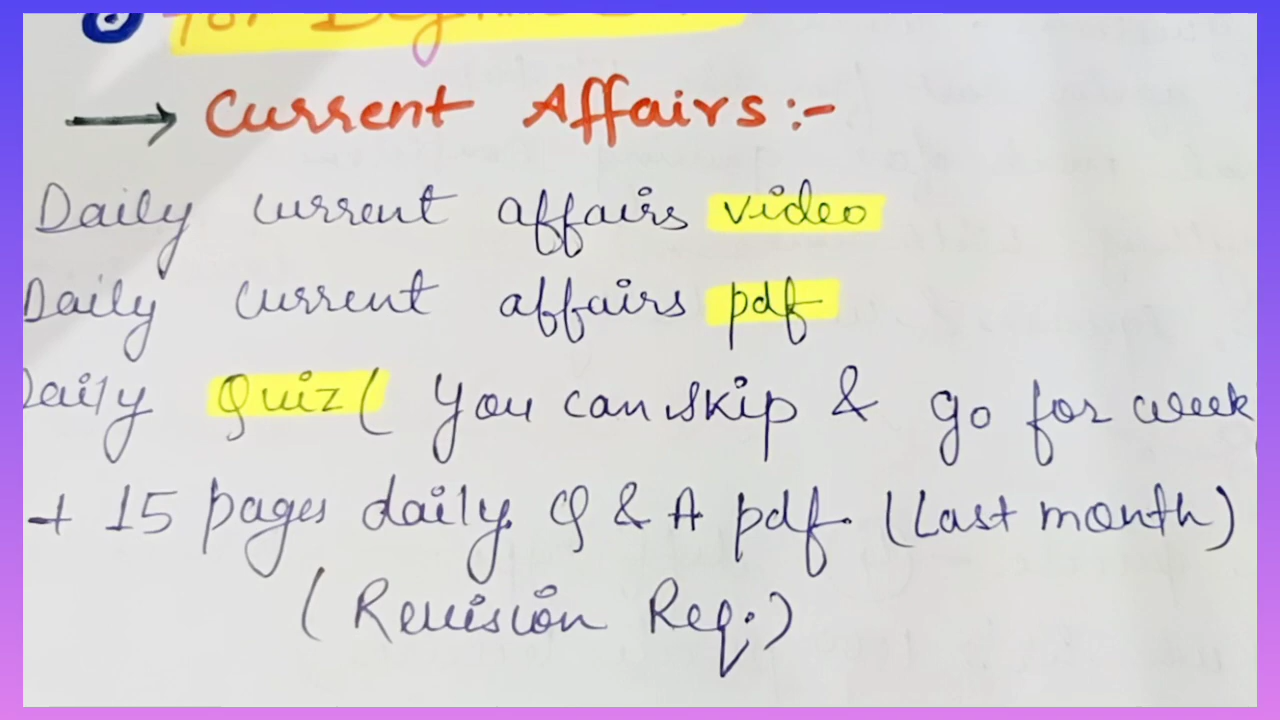 for
→ Current Affairs:-
Daily current affairs video
Daily current affairs pdf
Daily Quiz ( You can skip & go for week
+ 15 pages daily Q & A pdf. (Last month)
( Revision Req.)